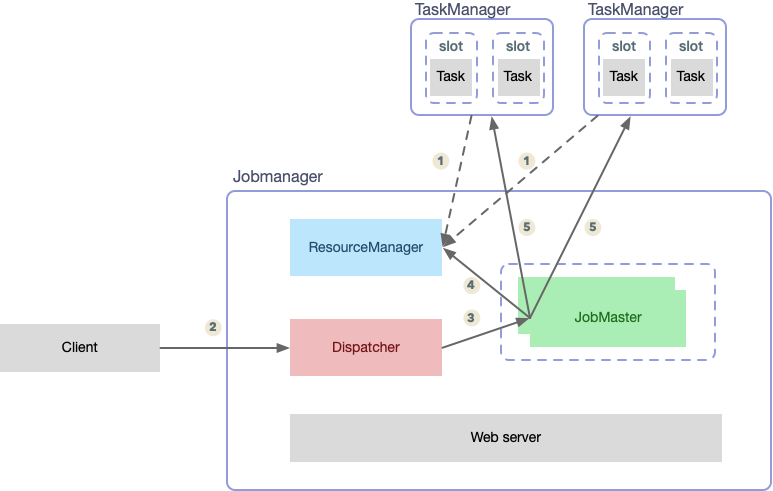 TaskManager
TaskManager
slot
slot
slot
slot
Task
Task
Task
Task
1
1
Jobmanager
5
5
ResourceManager
4
3
JobMaster
2
Client
Dispatcher
Web server